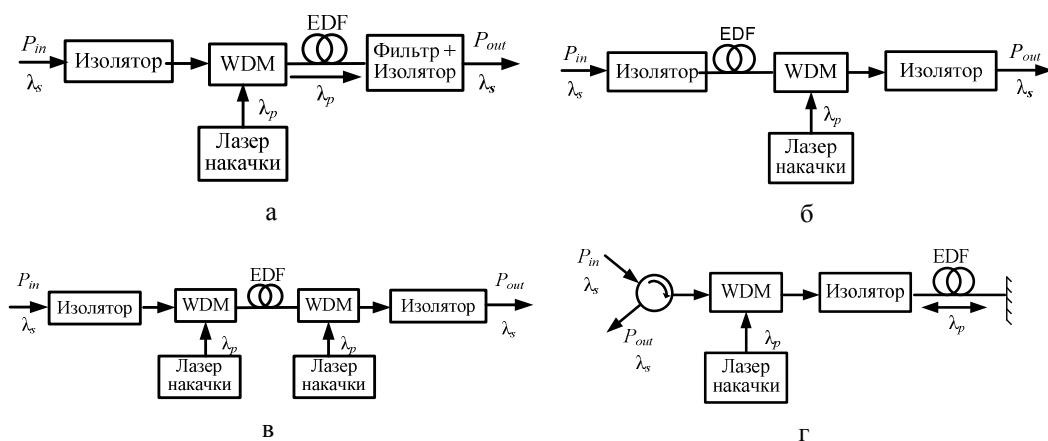 EDF
P_in
Изолятор
WDM
Фильтр +
Изолятор
P_out
λ_s
λ_p
λ_p
λ_s
Лазер
накачки
а
EDF
P_in
Изолятор
WDM
Изолятор
P_out
λ_s
λ_p
λ_s
Лазер
накачки
б
EDF
P_in
Изолятор
WDM
WDM
Изолятор
P_out
λ_s
λ_p
λ_p
λ_s
Лазер
накачки
Лазер
накачки
в
EDF
P_in
λ_s
WDM
Изолятор
P_out
λ_s
λ_p
λ_p
Лазер
накачки
г